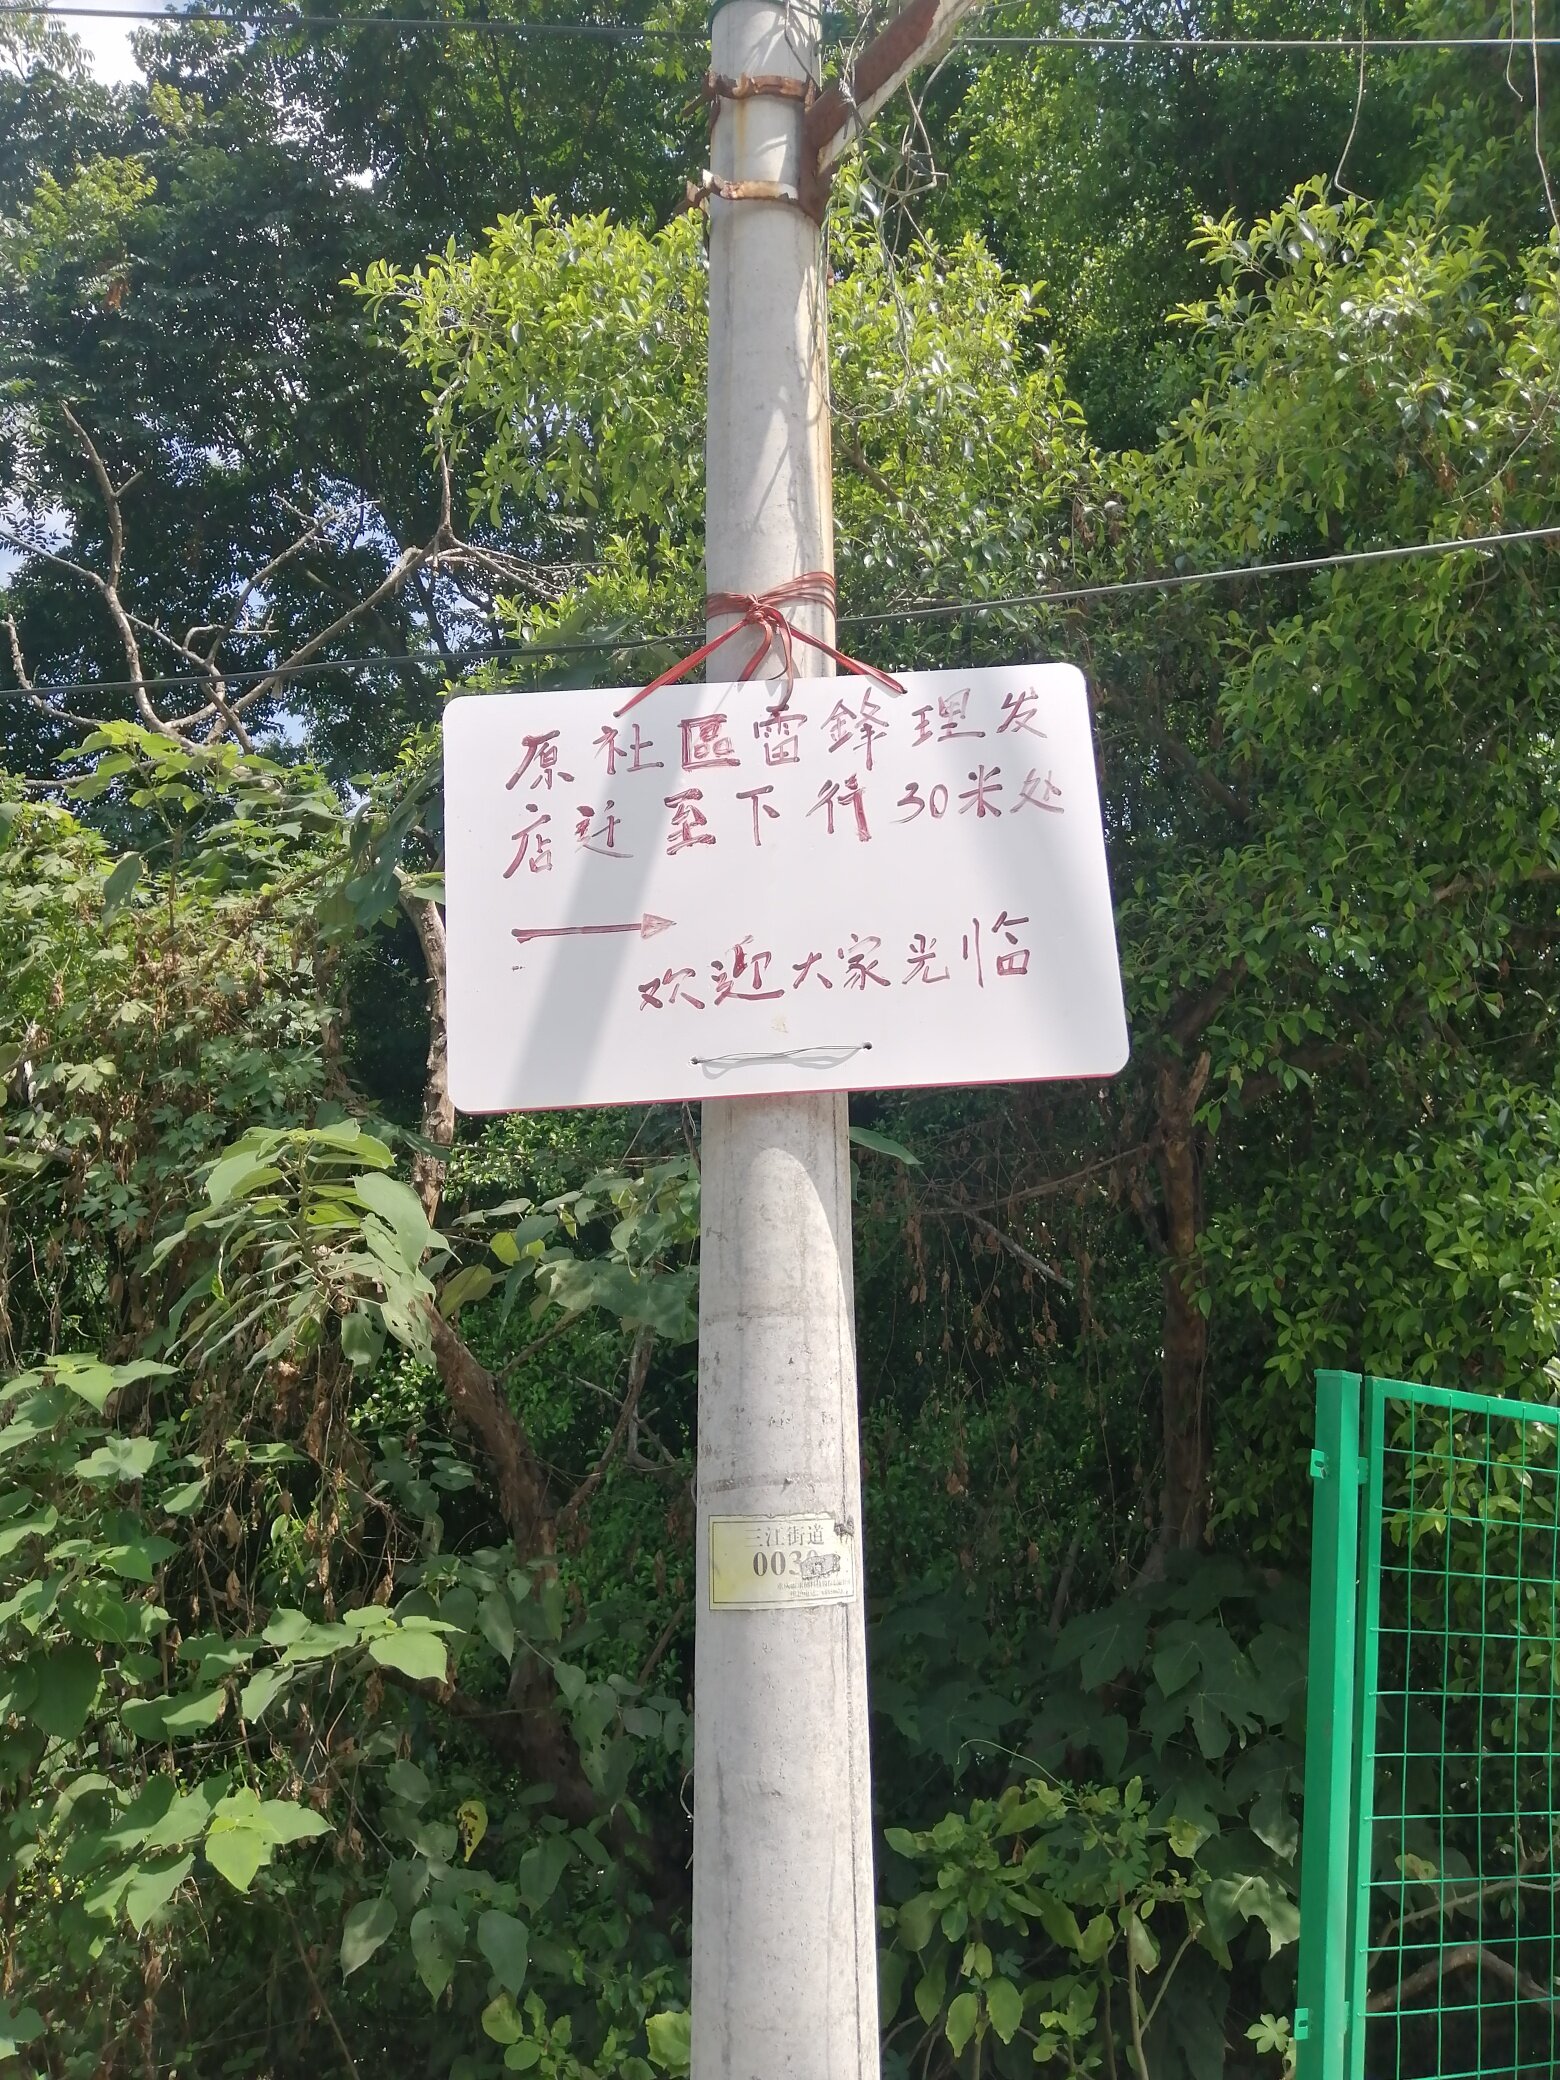 原社區雷鋒理发
店迁至下行30米处
欢迎大家光临
三江街道
003